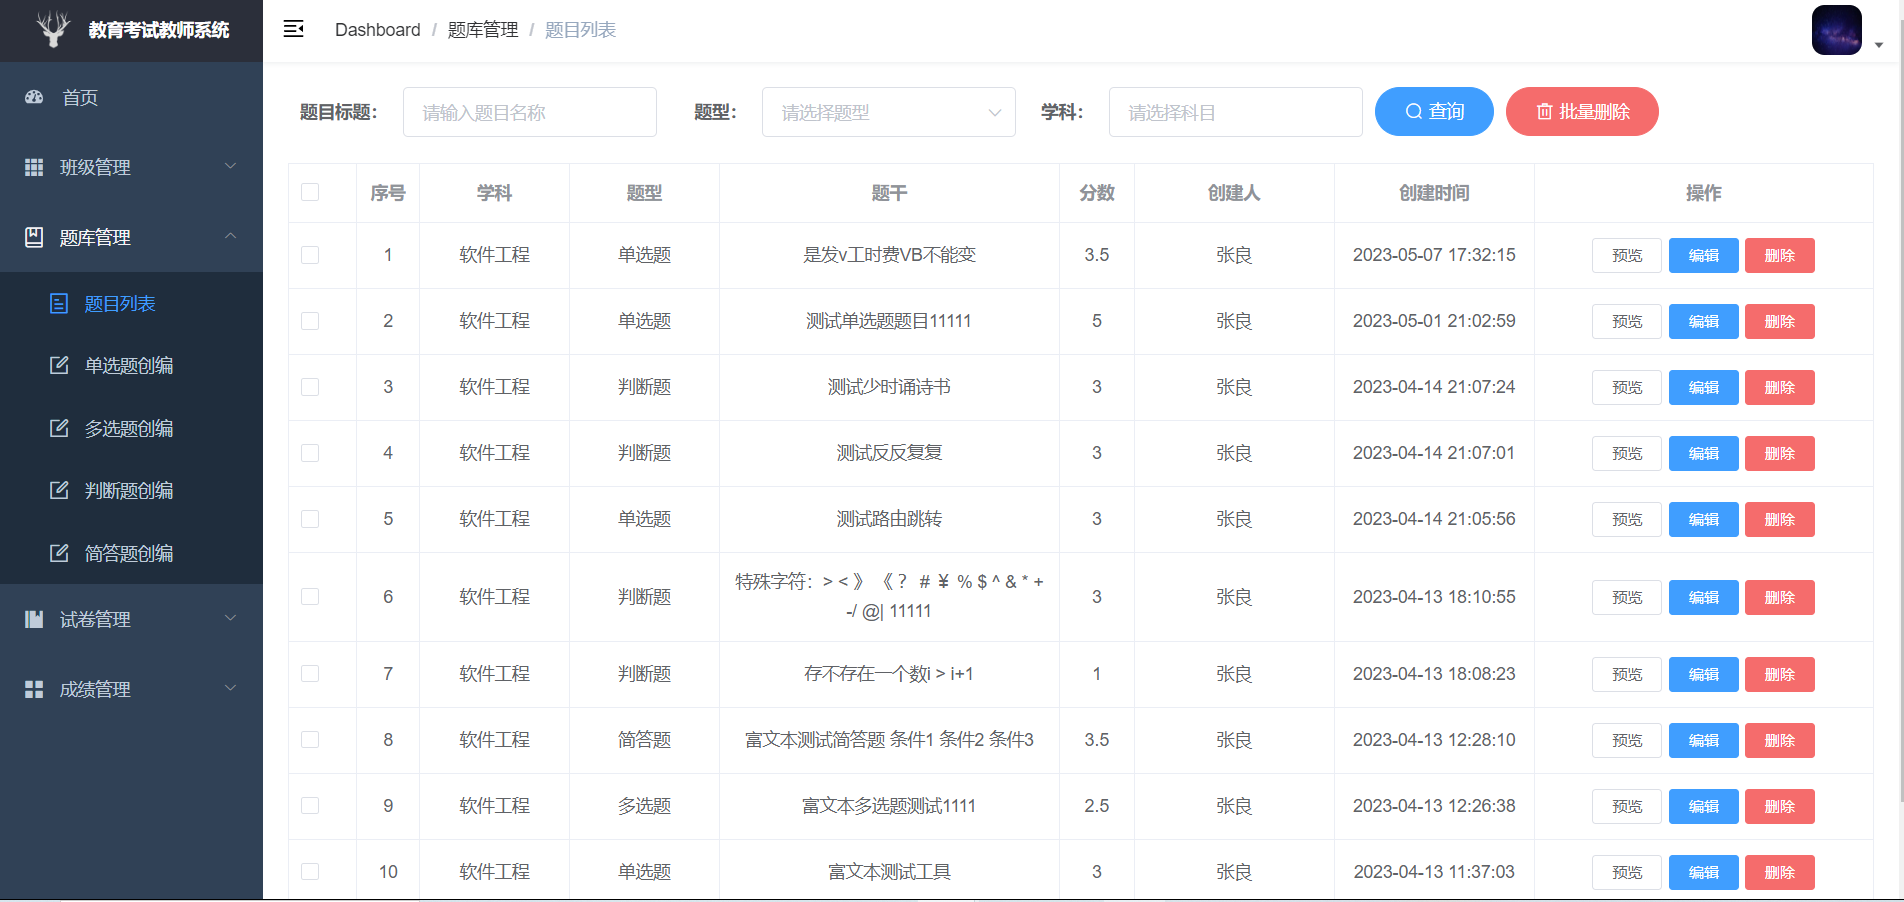 教育考试教师系统
Dashboard / 题库管理 / 题目列表
首页
班级管理
题库管理
题目列表
单选题创编
多选题创编
判断题创编
简答题创编
试卷管理
成绩管理
题目标题： 请输入题目名称 题型： 请选择题型 学科： 请选择科目 查询 批量删除
序号 学科 题型 题干 分数 创建人 创建时间 操作
1 软件工程 单选题 是发v工时费VB不能变 3.5 张良 2023-05-07 17:32:15 预览 编辑 删除
2 软件工程 单选题 测试单选题题目11111 5 张良 2023-05-01 21:02:59 预览 编辑 删除
3 软件工程 判断题 测试少时诵诗书 3 张良 2023-04-14 21:07:24 预览 编辑 删除
4 软件工程 判断题 测试反反复复 3 张良 2023-04-14 21:07:01 预览 编辑 删除
5 软件工程 单选题 测试路由跳转 3 张良 2023-04-14 21:05:56 预览 编辑 删除
6 软件工程 判断题 特殊字符：> < 》 《 ？ # ￥ % $ ^ & * + 3 张良 2023-04-13 18:10:55 预览 编辑 删除
-/ @| 11111
7 软件工程 判断题 存不存在一个数i > i+1 1 张良 2023-04-13 18:08:23 预览 编辑 删除
8 软件工程 简答题 富文本测试简答题 条件1 条件2 条件3 3.5 张良 2023-04-13 12:28:10 预览 编辑 删除
9 软件工程 多选题 富文本多选题测试1111 2.5 张良 2023-04-13 12:26:38 预览 编辑 删除
10 软件工程 单选题 富文本测试工具 3 张良 2023-04-13 11:37:03 预览 编辑 删除